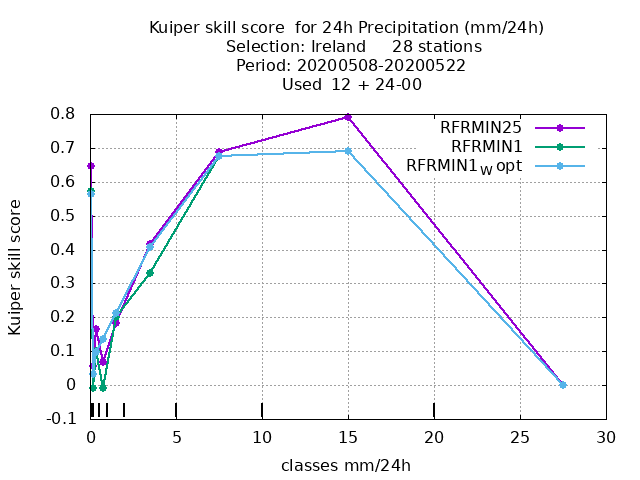 Kuiper skill score for 24h Precipitation (mm/24h)
Selection: Ireland 28 stations
Period: 20200508-20200522
Used 12 + 24-00
RFRMIN25
RFRMIN1
RFRMIN1W opt
Kuiper skill score
0.8
0.7
0.6
0.5
0.4
0.3
0.2
0.1
0
-0.1
0 5 10 15 20 25 30
classes mm/24h